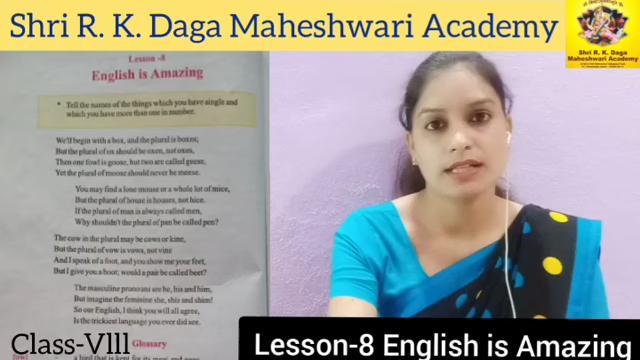 Shri R. K. Daga Maheshwari Academy
Shri R. K. Daga
Maheshwari Academy
Lesson -8
English is Amazing
• Tell the names of the things which you have single and
which you have more than one in number.
We'll begin with a box, and the plural is boxes;
But the plural of ox should be oxen, not oxes,
Then one fowl is goose, but two are called geese,
Yet the plural of moose should never be meese.
You may find a lone mouse or a whole lot of mice,
But the plural of house is houses, not hice.
If the plural of man is always called men,
Why shouldn't the plural of pan be called pen?
The cow in the plural may be cows or kine,
But the plural of vow is vows, not vine
And I speak of a foot, and you show me your feet,
But I give you a boot; would a pair be called beet?
The masculine pronouns are he, his and him,
But imagine the feminine she, shis and shim!
So our English, I think you will agree,
Is the trickiest language you ever did see.
Glossary
a bird that is kept for its meat and eggs
Class-VIII
Lesson-8 English is Amazing